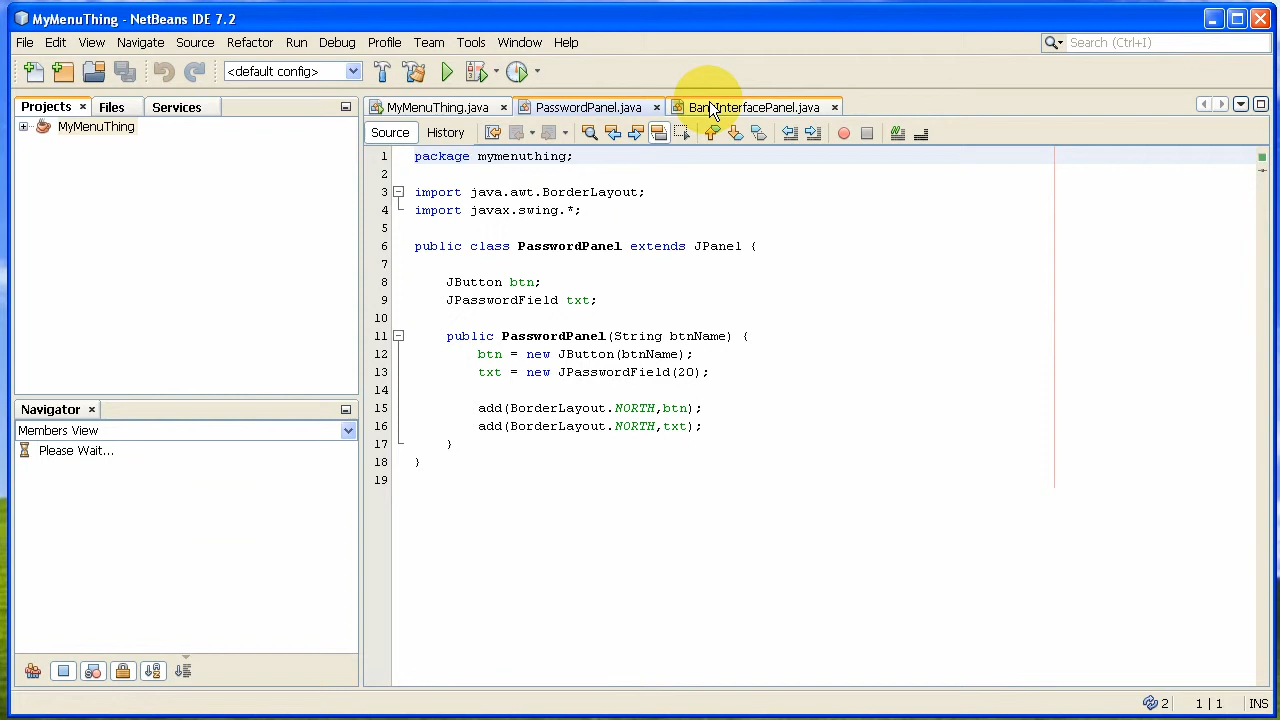 MyMenuThing - NetBeans IDE 7.2
File Edit View Navigate Source Refactor Run Debug Profile Team Tools Window Help
Search (Ctrl+I)
<default config>
Projects Files Services
MyMenuThing
MyMenuThing.java PasswordPanel.java InterfacePanel.java
Source History
1 package mymenuthing;
2
3 import java.awt.BorderLayout;
4 import javax.swing.*;
5
6 public class PasswordPanel extends JPanel {
7
8 JButton btn;
9 JPasswordField txt;
10
11 public PasswordPanel(String btnName) {
12 btn = new JButton(btnName);
13 txt = new JPasswordField(20);
14
15 add(BorderLayout.NORTH,btn);
16 add(BorderLayout.NORTH,txt);
17 }
18 }
19
Navigator
Members View
Please Wait...
2 1 | 1 INS